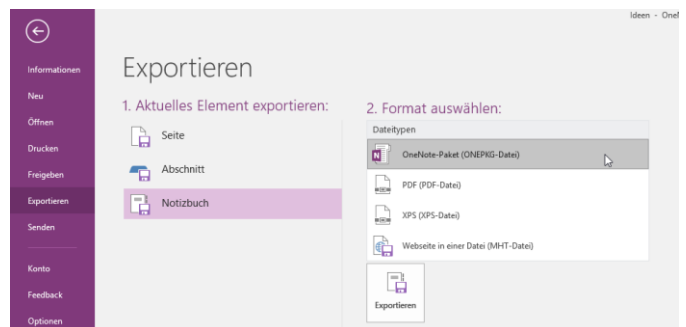 Ideen - OneN
Informationen
Neu
Öffnen
Drucken
Freigeben
Exportieren
Senden
Konto
Feedback
Optionen
Exportieren
1. Aktuelles Element exportieren:
Seite
Abschnitt
Notizbuch
2. Format auswählen:
Dateitypen
OneNote-Paket (ONEPKG-Datei)
PDF (PDF-Datei)
XPS (XPS-Datei)
Webseite in einer Datei (MHT-Datei)
Exportieren